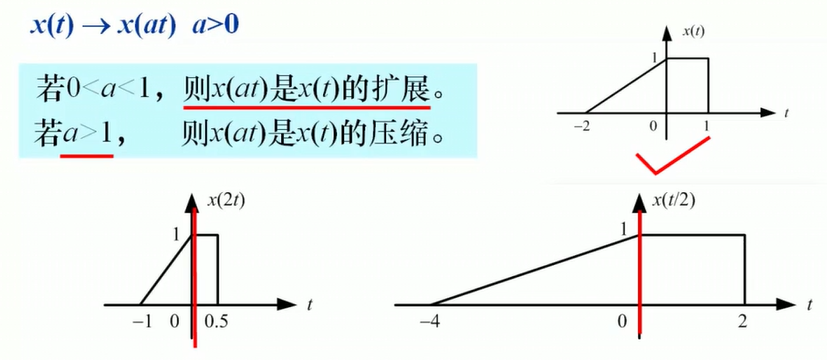 x(t) → x(at) a>0
若0<a<1，则x(at)是x(t)的扩展。
若a>1， 则x(at)是x(t)的压缩。
x(t)
1
t
−2 0 1
x(2t)
1
t
−1 0 0.5
x(t/2)
1
t
−4 0 2